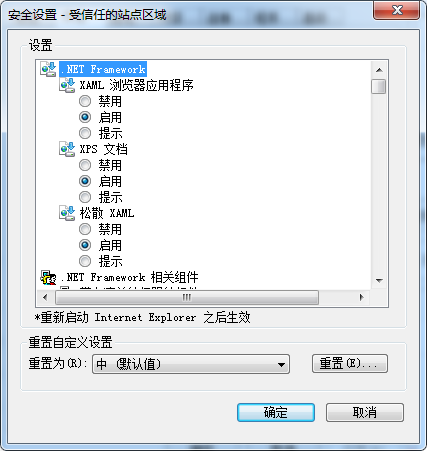 安全设置 - 受信任的站点区域
设置
.NET Framework
XAML 浏览器应用程序
禁用
启用
提示
XPS 文档
禁用
启用
提示
松散 XAML
禁用
启用
提示
.NET Framework 相关组件
*重新启动 Internet Explorer 之后生效
重置自定义设置
重置为(R):
中 (默认值)
重置(E)...
确定
取消